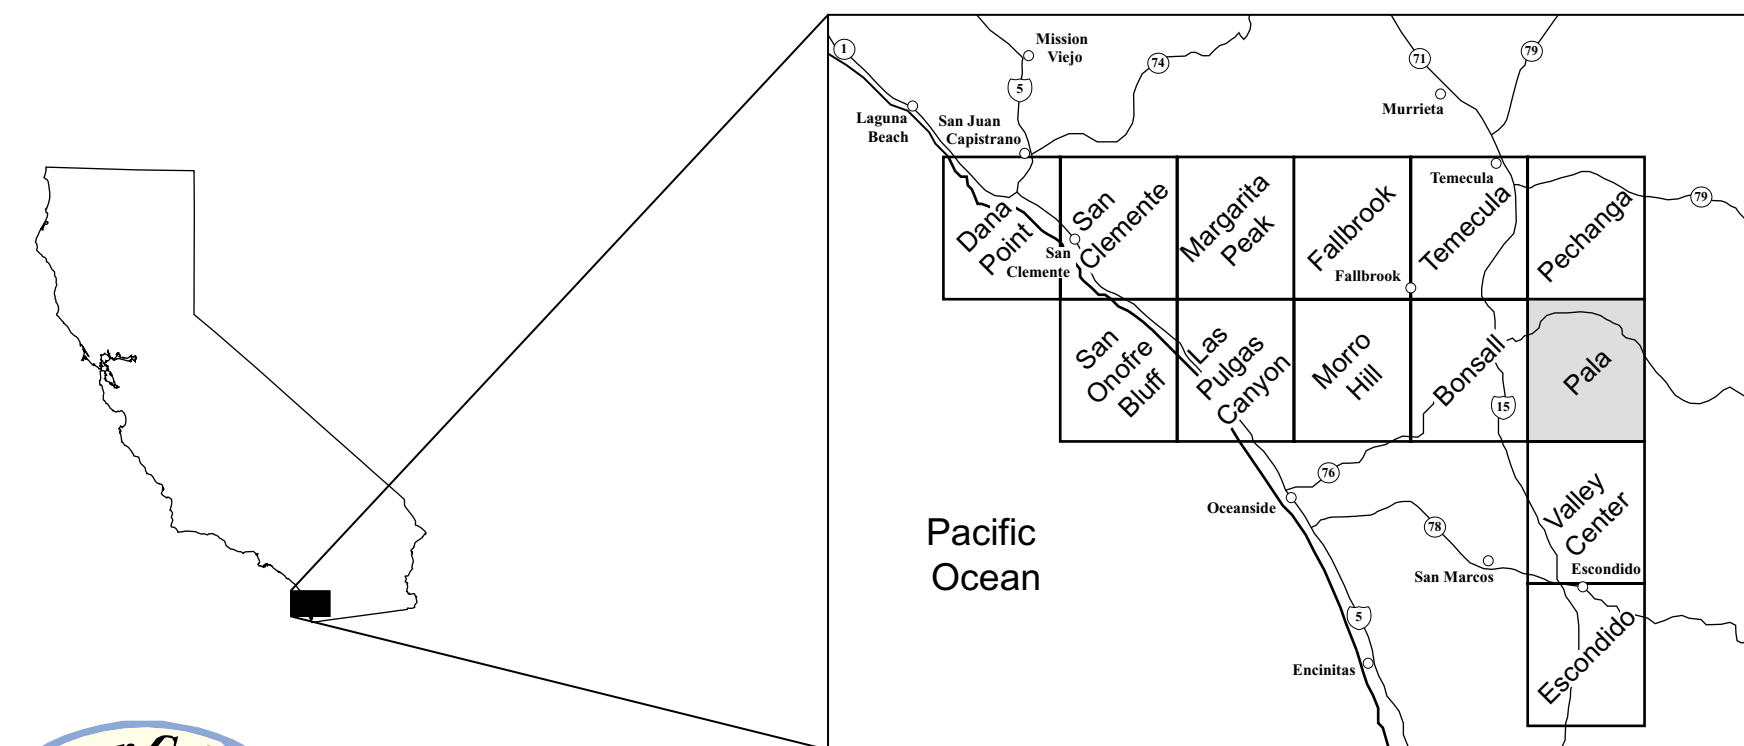 1
Mission
Viejo
5
74
71
79
Murrieta
Laguna
Beach
San Juan
Capistrano
Temecula
79
Dana
Point
San
Clemente
San
Clemente
Margarita
Peak
Fallbrook
Fallbrook
Temecula
Pechanga
San
Onofre
Bluff
Las
Pulgas
Canyon
Morro
Hill
Bonsall
15
Pala
76
Oceanside
78
Valley
Center
San Marcos
Escondido
Pacific
Ocean
5
Encinitas
Escondido